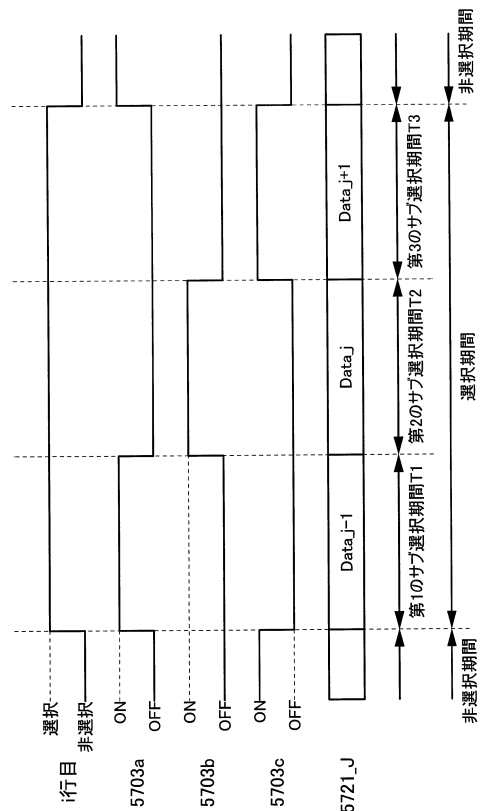 i行目
選択
非選択
5703a
ON
OFF
5703b
ON
OFF
5703c
ON
OFF
5721_J
Data_j−1
Data_j
Data_j+1
第1のサブ選択期間T1
第2のサブ選択期間T2
第3のサブ選択期間T3
非選択期間
選択期間
非選択期間